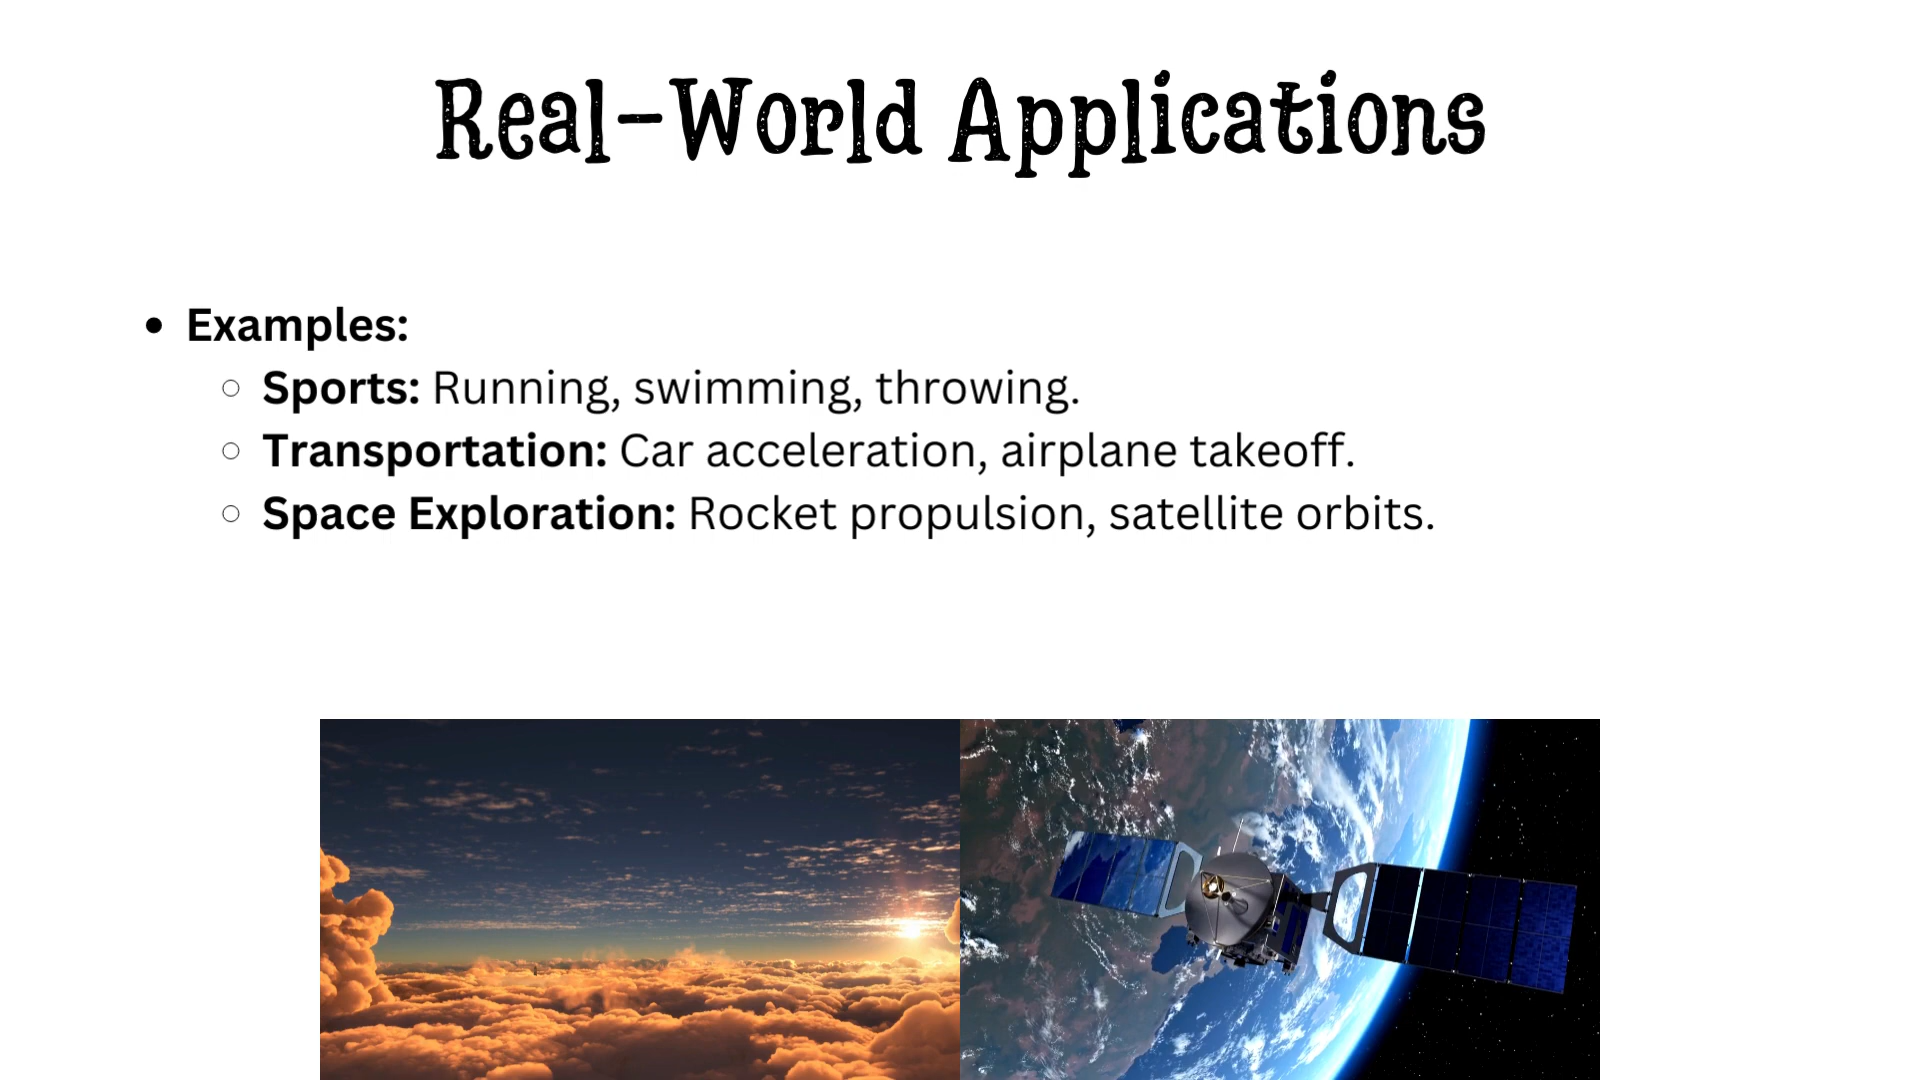 Real-World Applications
• Examples:
○ Sports: Running, swimming, throwing.
○ Transportation: Car acceleration, airplane takeoff.
○ Space Exploration: Rocket propulsion, satellite orbits.